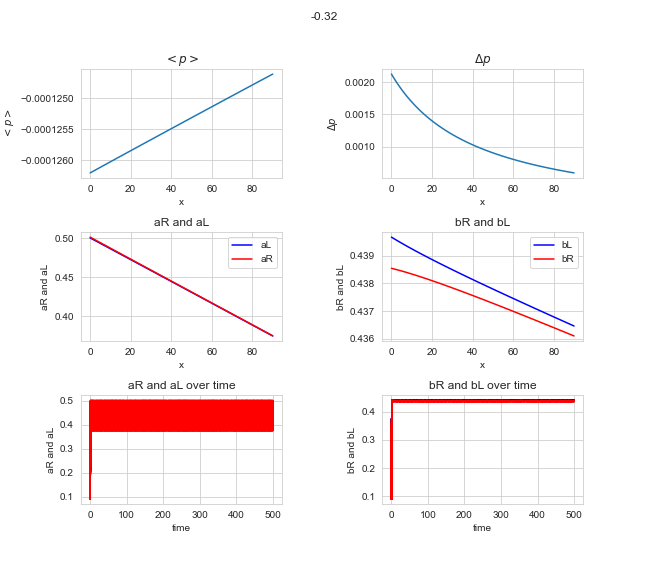 -0.32
< p >
−0.0001250
−0.0001255
−0.0001260
< p >
0 20 40 60 80
x
Δp
0.0020
0.0015
0.0010
Δp
0 20 40 60 80
x
aR and aL
0.50
0.45
0.40
aR and aL
aL
aR
0 20 40 60 80
x
bR and bL
0.439
0.438
0.437
0.436
bR and bL
bL
bR
0 20 40 60 80
x
aR and aL over time
0.5
0.4
0.3
0.2
0.1
aR and aL
0 100 200 300 400 500
time
bR and bL over time
0.4
0.3
0.2
0.1
bR and bL
0 100 200 300 400 500
time